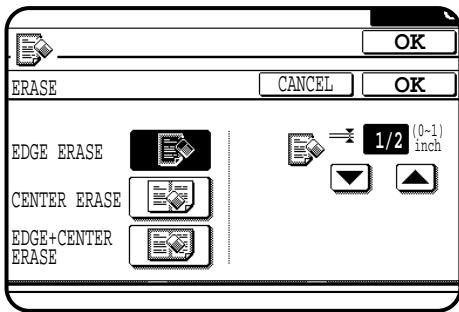 OK
ERASE CANCEL OK
EDGE ERASE
1/2 (0~1) inch
CENTER ERASE
EDGE+CENTER
ERASE